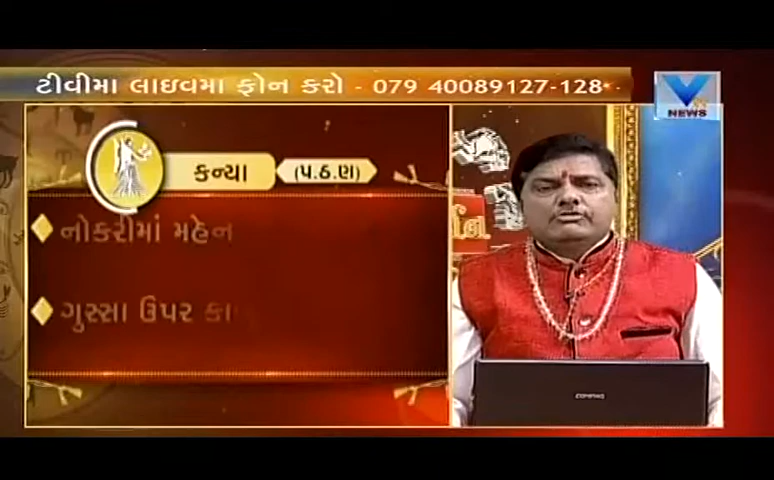 ટીવીમા લાઇવમા ફોન કરો - 079 40089127-128
NEWS
કન્યા
(પ.ઠ.ણ)
નોકરીમાં મહેન
ગુસ્સા ઉપર